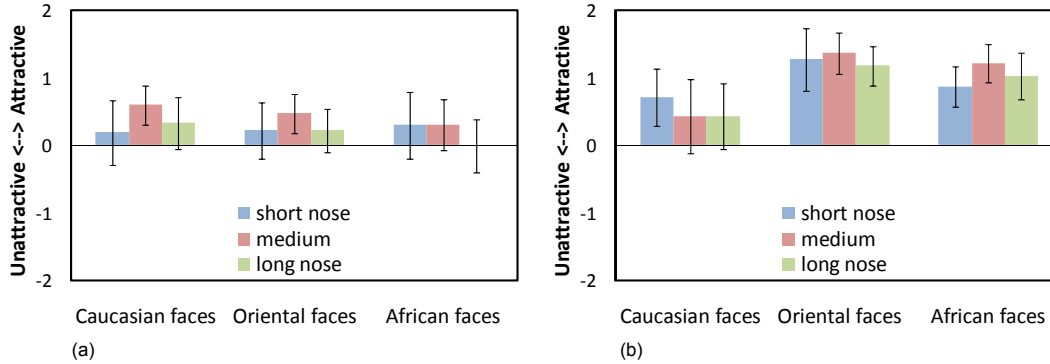 Unattractive <--> Attractive
2
1
0
-1
-2
short nose
medium
long nose
Caucasian faces Oriental faces African faces
(a)
Unattractive <--> Attractive
2
1
0
-1
-2
short nose
medium
long nose
Caucasian faces Oriental faces African faces
(b)